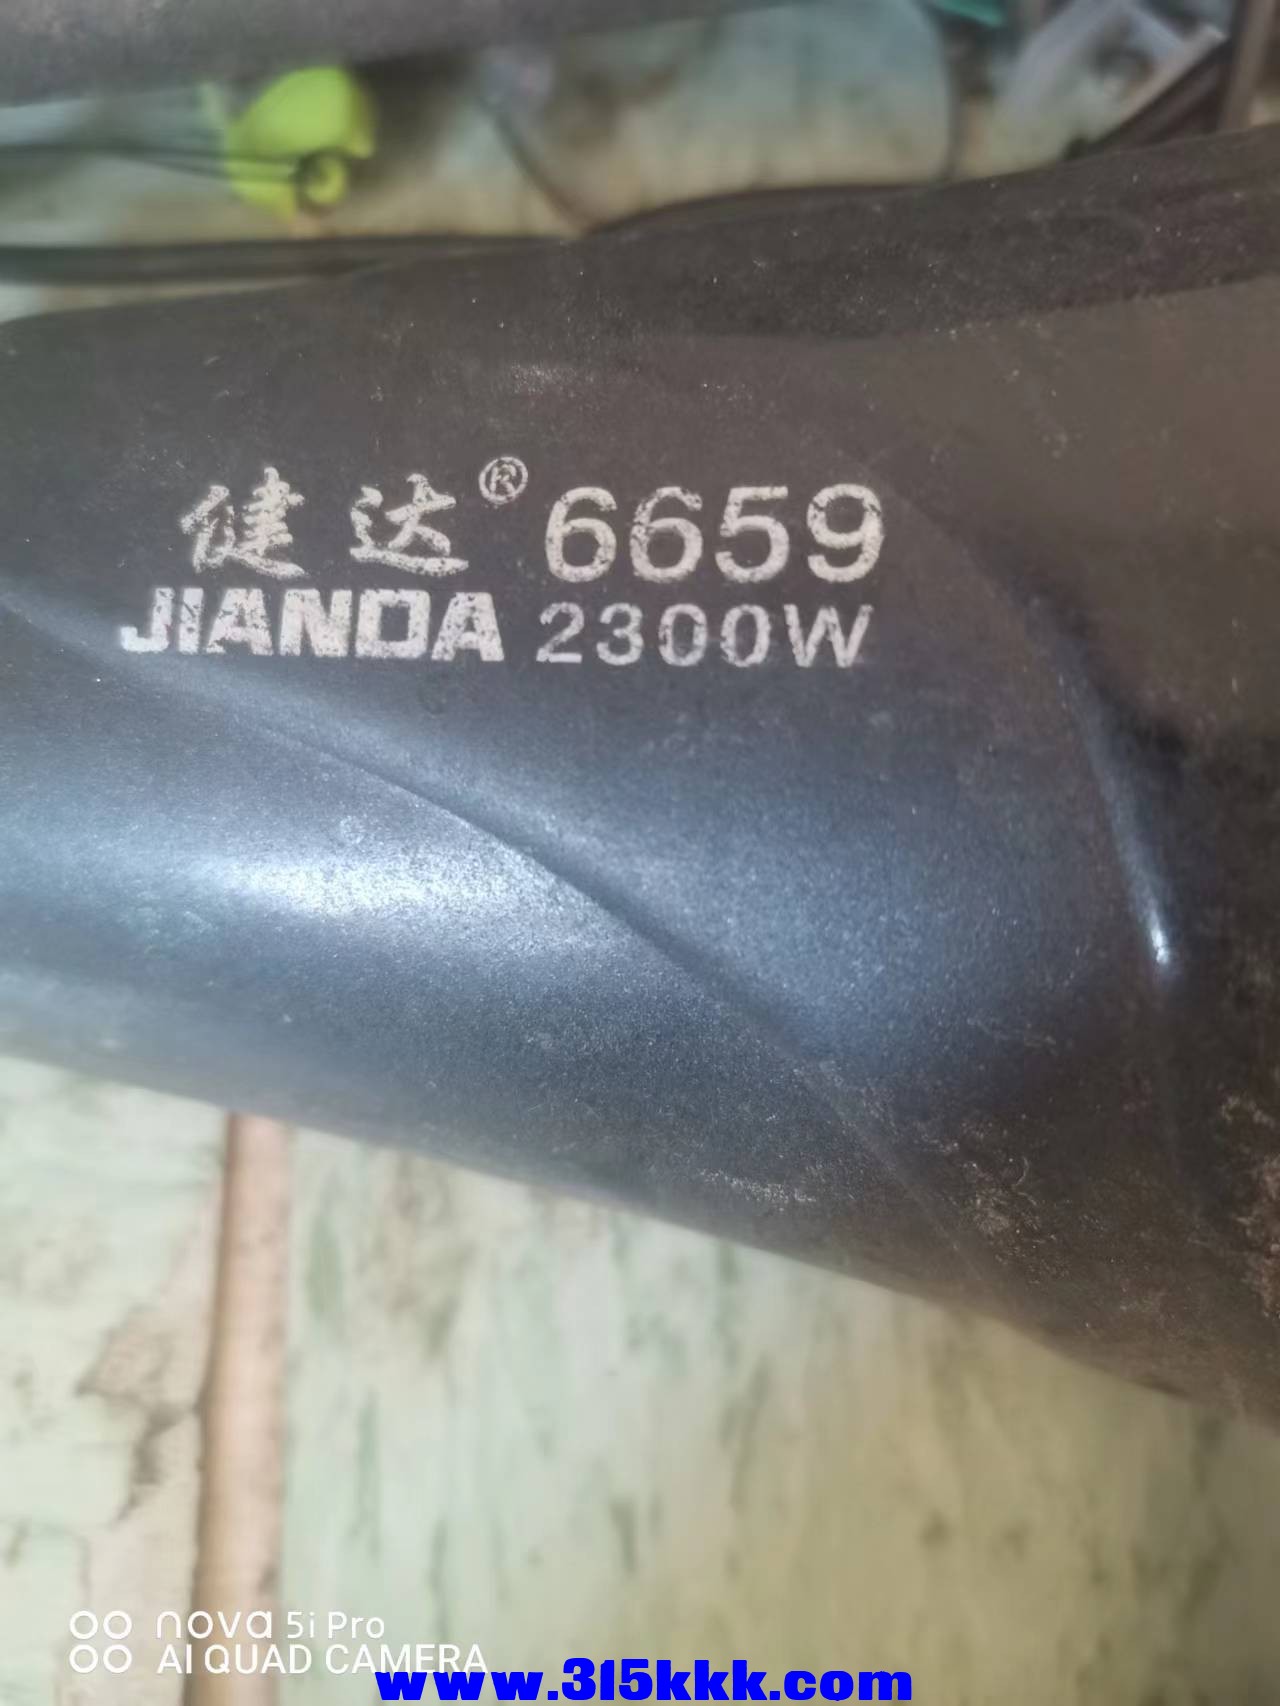 健达® 6659
JIANDA 2300W
nova 5i Pro
AI QUAD CAMERA
www.315kkk.com